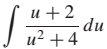 ∫ (u + 2)/(u² + 4) du